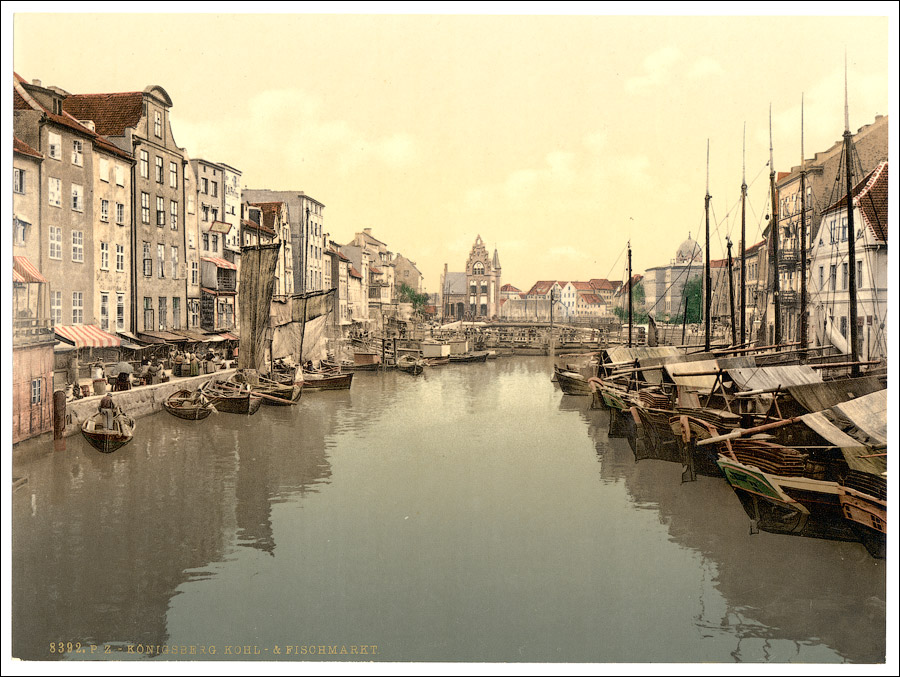 8392. P. Z. - KÖNIGSBERG KOHL - & FISCHMARKT.